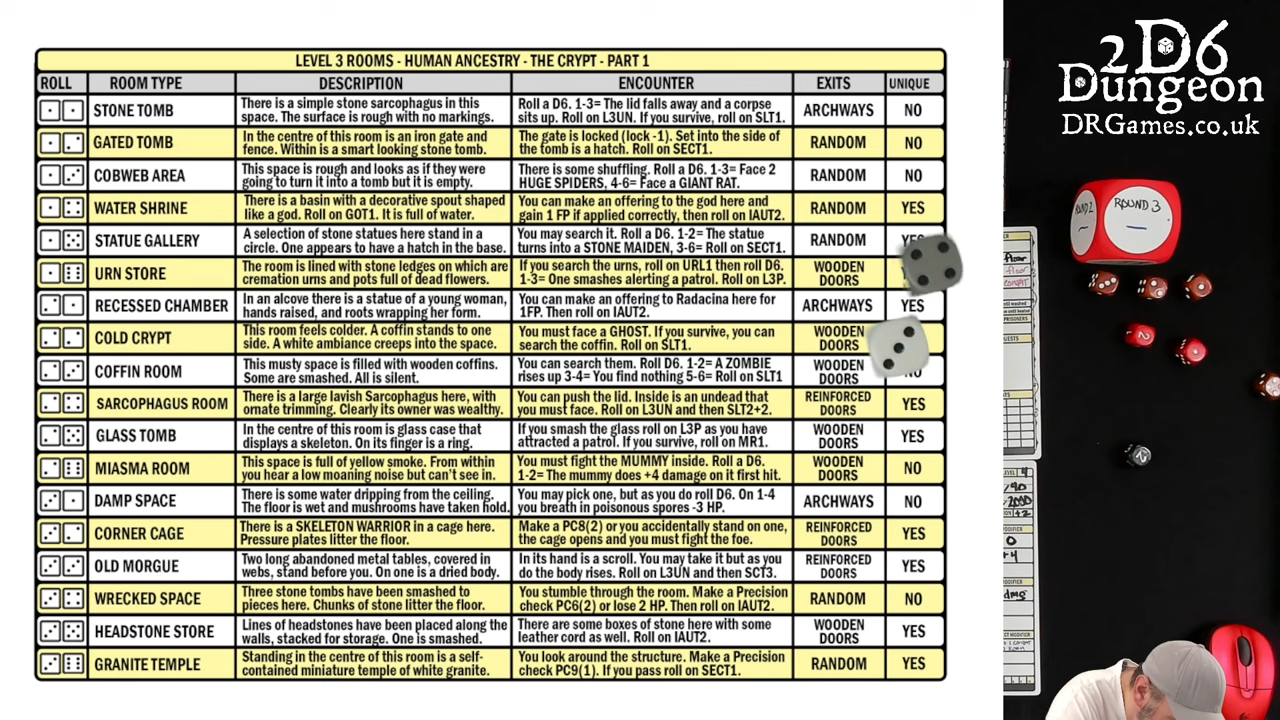 2D6
Dungeon
DRGames.co.uk
LEVEL 3 ROOMS - HUMAN ANCESTRY - THE CRYPT - PART 1
ROLL ROOM TYPE DESCRIPTION ENCOUNTER EXITS UNIQUE
STONE TOMB
There is a simple stone sarcophagus in this
space. The surface is rough with no markings.
Roll a D6. 1-3= The lid falls away and a corpse
sits up. Roll on L3UN. If you survive, roll on SLT1.
ARCHWAYS
NO
GATED TOMB
In the centre of this room is an iron gate and
fence. Within is a smart looking stone tomb.
The gate is locked (lock -1). Set into the side of
the tomb is a hatch. Roll on SECT1.
RANDOM
NO
COBWEB AREA
This space is rough and looks as if they were
going to turn it into a tomb but it is empty.
There is some shuffling. Roll a D6. 1-3= Face 2
HUGE SPIDERS, 4-6= Face a GIANT RAT.
RANDOM
NO
WATER SHRINE
There is a basin with a decorative spout shaped
like a god. Roll on GOT1. It is full of water.
You can make an offering to the god here and
gain 1 FP if applied correctly, then roll on IAUT2.
RANDOM
YES
STATUE GALLERY
A selection of stone statues here stand in a
circle. One appears to have a hatch in the base.
You may search it. Roll a D6. 1-2= The statue
turns into a STONE MAIDEN, 3-6= Roll on SECT1.
RANDOM
YES
URN STORE
The room is lined with stone ledges on which are
cremation urns and pots full of dead flowers.
If you search the urns, roll on URL1 then roll D6.
1-3= One smashes alerting a patrol. Roll on L3P.
WOODEN
DOORS
RECESSED CHAMBER
In an alcove there is a statue of a young woman,
hands raised, and roots wrapping her form.
You can make an offering to Radacina here for
1FP. Then roll on IAUT2.
ARCHWAYS
YES
COLD CRYPT
This room feels colder. A coffin stands to one
side. A white ambiance creeps into the space.
You must face a GHOST. If you survive, you can
search the coffin. Roll on SLT1.
WOODEN
DOORS
COFFIN ROOM
This musty space is filled with wooden coffins.
Some are smashed. All is silent.
You can search them. Roll D6. 1-2= A ZOMBIE
rises up 3-4= You find nothing 5-6= Roll on SLT1
WOODEN
DOORS
NO
SARCOPHAGUS ROOM
There is a large lavish Sarcophagus here, with
ornate trimming. Clearly its owner was wealthy.
You can push the lid. Inside is an undead that
you must face. Roll on L3UN and then SLT2+2.
REINFORCED
DOORS
YES
GLASS TOMB
In the centre of this room is glass case that
displays a skeleton. On its finger is a ring.
If you smash the glass roll on L3P as you have
attracted a patrol. If you survive, roll on MR1.
WOODEN
DOORS
YES
MIASMA ROOM
This space is full of yellow smoke. From within
you hear a low moaning noise but can't see in.
You must fight the MUMMY inside. Roll a D6.
1-2= The mummy does +4 damage on it first hit.
WOODEN
DOORS
NO
DAMP SPACE
There is some water dripping from the ceiling.
The floor is wet and mushrooms have taken hold.
You may pick one, but as you do roll D6. On 1-4
you breath in poisonous spores -3 HP.
ARCHWAYS
NO
CORNER CAGE
There is a SKELETON WARRIOR in a cage here.
Pressure plates litter the floor.
Make a PC8(2) or you accidentally stand on one,
the cage opens and you must fight the foe.
REINFORCED
DOORS
YES
OLD MORGUE
Two long abandoned metal tables, covered in
webs, stand before you. On one is a dried body.
In its hand is a scroll. You may take it but as you
do the body rises. Roll on L3UN and then SCT3.
REINFORCED
DOORS
YES
WRECKED SPACE
Three stone tombs have been smashed to
pieces here. Chunks of stone litter the floor.
You stumble through the room. Make a Precision
check PC6(2) or lose 2 HP. Then roll on IAUT2.
RANDOM
NO
HEADSTONE STORE
Lines of headstones have been placed along the
walls, stacked for storage. One is smashed.
There are some boxes of stone here with some
leather cord as well. Roll on IAUT2.
WOODEN
DOORS
YES
GRANITE TEMPLE
Standing in the centre of this room is a self-
contained miniature temple of white granite.
You look around the structure. Make a Precision
check PC9(1). If you pass roll on SECT1.
RANDOM
YES
ROUND 2
ROUND 3
floor